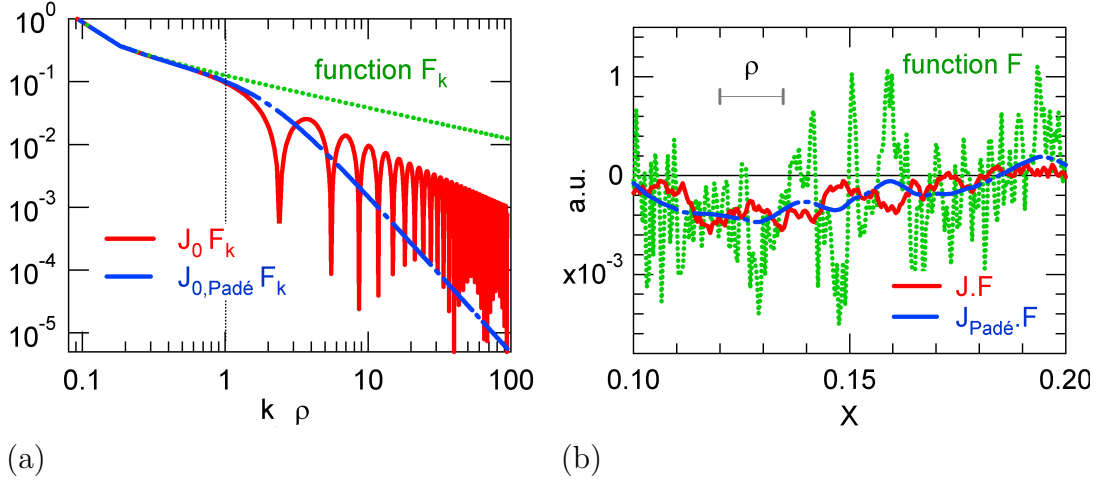 10^0
10^-1
10^-2
10^-3
10^-4
10^-5
function F_k
J_0 F_k
J_0,Padé F_k
0.1 1 10 100
k ρ
(a)
1
0
x10^-3
a.u.
ρ
function F
J.F
J_Padé.F
0.10 0.15 0.20
X
(b)